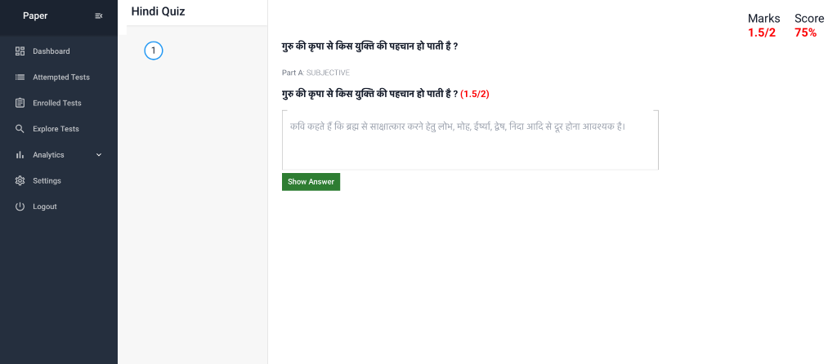 Paper
Dashboard
Attempted Tests
Enrolled Tests
Explore Tests
Analytics
Settings
Logout
Hindi Quiz
1
Marks
1.5/2
Score
75%
गुरु की कृपा से किस युक्ति की पहचान हो पाती है ?
Part A: SUBJECTIVE
गुरु की कृपा से किस युक्ति की पहचान हो पाती है ? (1.5/2)
कवि कहते हैं कि ब्रह्म से साक्षात्कार करने हेतु लोभ, मोह, ईर्ष्या, द्वेष, निंदा आदि से दूर होना आवश्यक है।
Show Answer